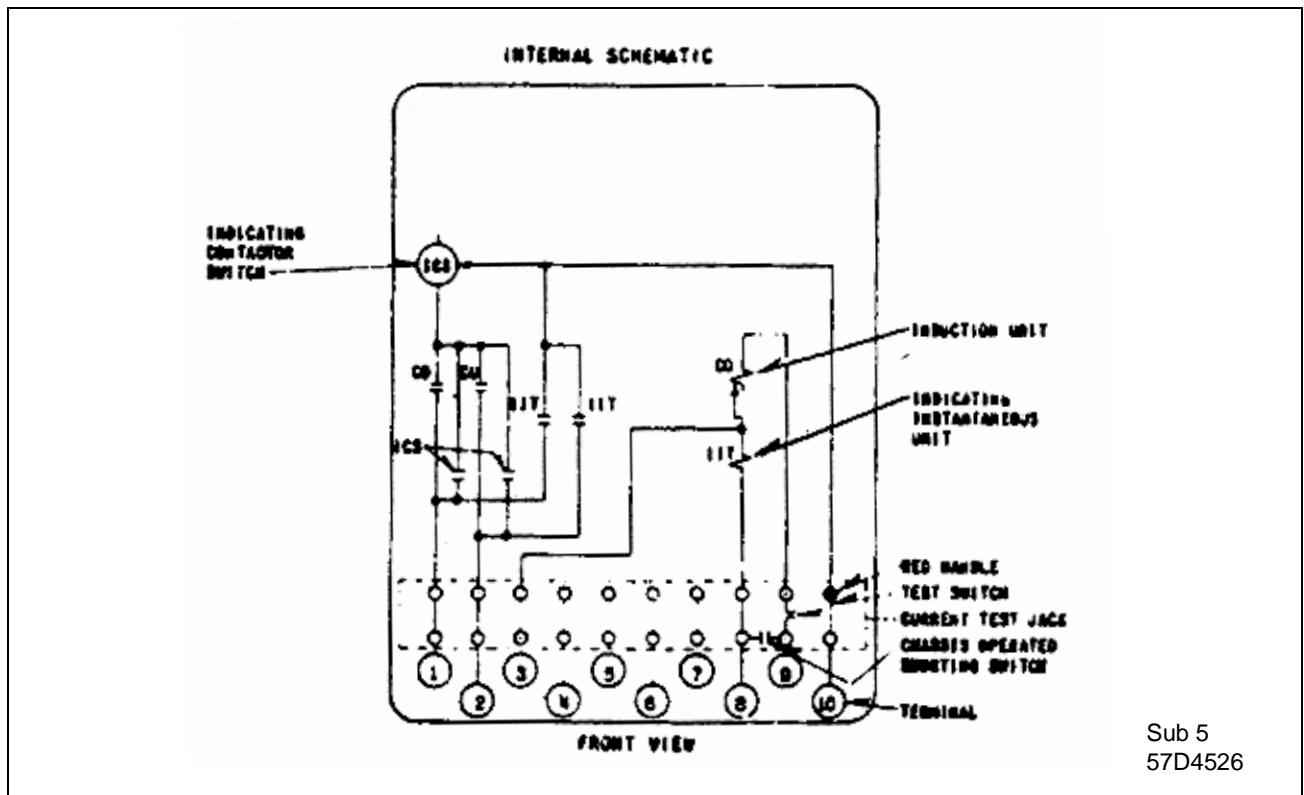 INTERNAL SCHEMATIC
INDICATING
CONTACTOR
SWITCH
ICS
INDUCTION UNIT
CO
CO
IIT
IIT
INDICATING
INSTANTANEOUS
UNIT
ICS
IIT
RED HANDLE
TEST SWITCH
CURRENT TEST JACK
CHASSIS OPERATED
SHORTING SWITCH
1
3
5
7
9
2
4
6
8
10
TERMINAL
FRONT VIEW
Sub 5
57D4526